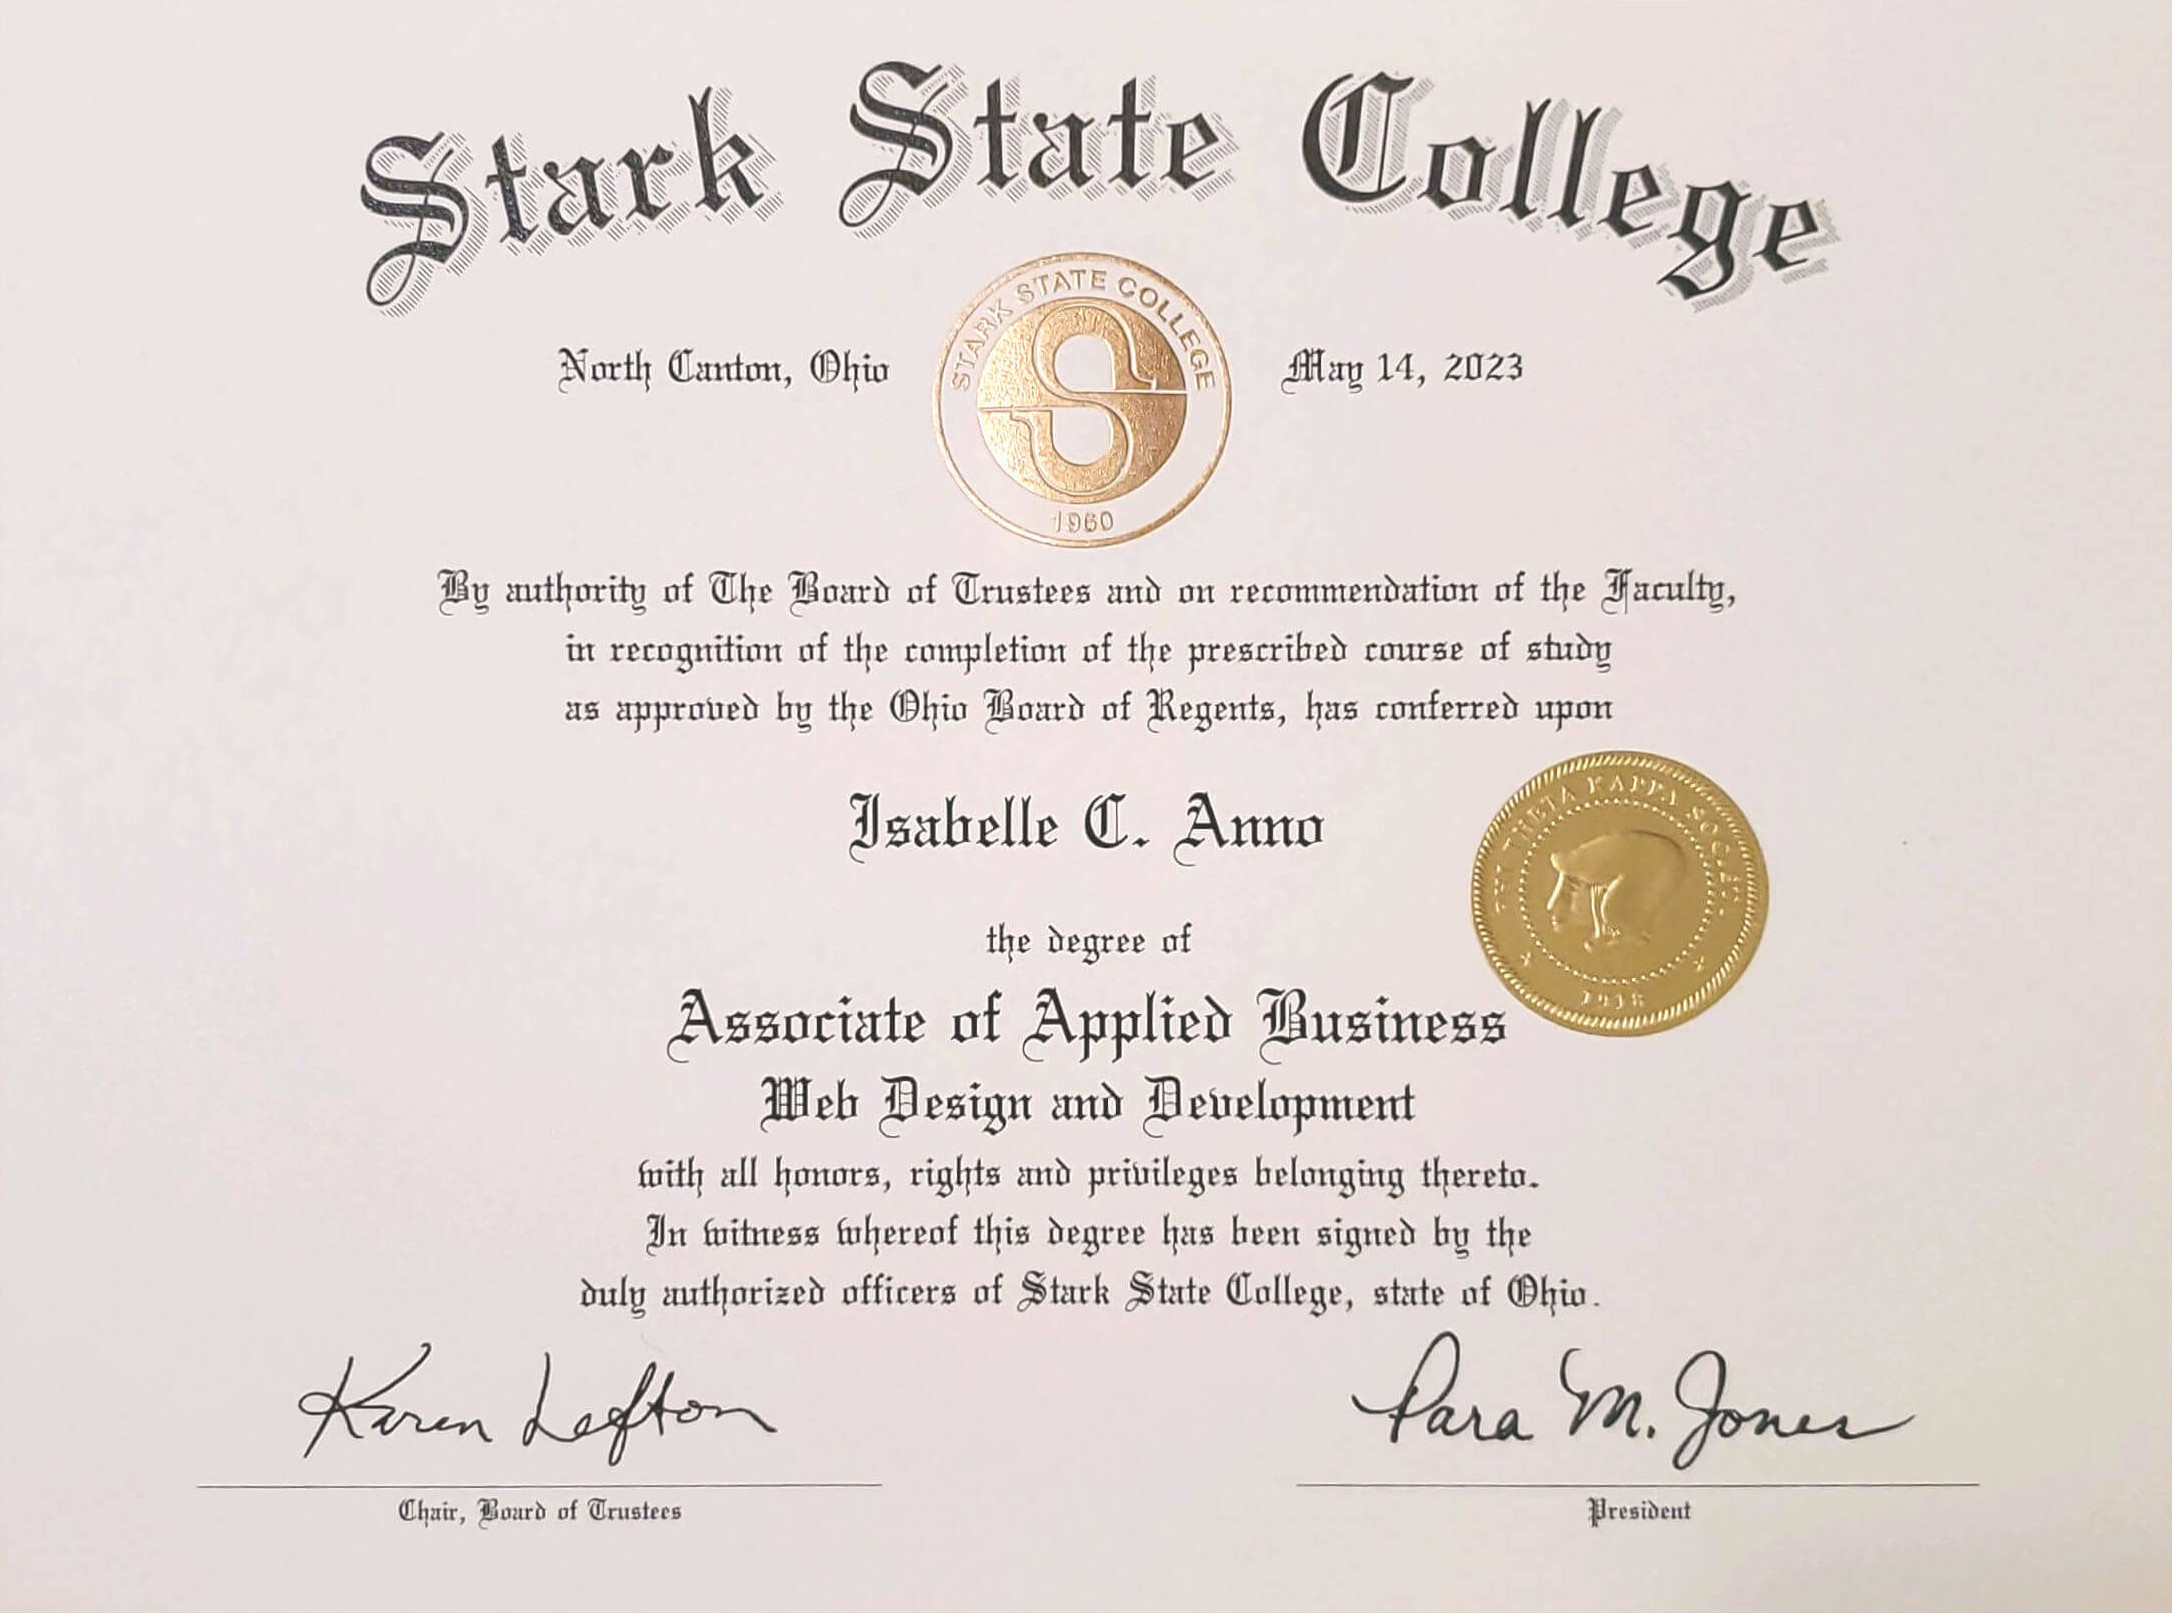 Stark State College
North Canton, Ohio
STARK STATE COLLEGE
1960
May 14, 2023
By authority of The Board of Trustees and on recommendation of the Faculty,
in recognition of the completion of the prescribed course of study
as approved by the Ohio Board of Regents, has conferred upon
Isabelle C. Anno
PHI THETA KAPPA SOCIETY
1918
the degree of
Associate of Applied Business
Web Design and Development
with all honors, rights and privileges belonging thereto.
In witness whereof this degree has been signed by the
duly authorized officers of Stark State College, state of Ohio.
Karen Lefton
Para M. Jones
Chair, Board of Trustees
President